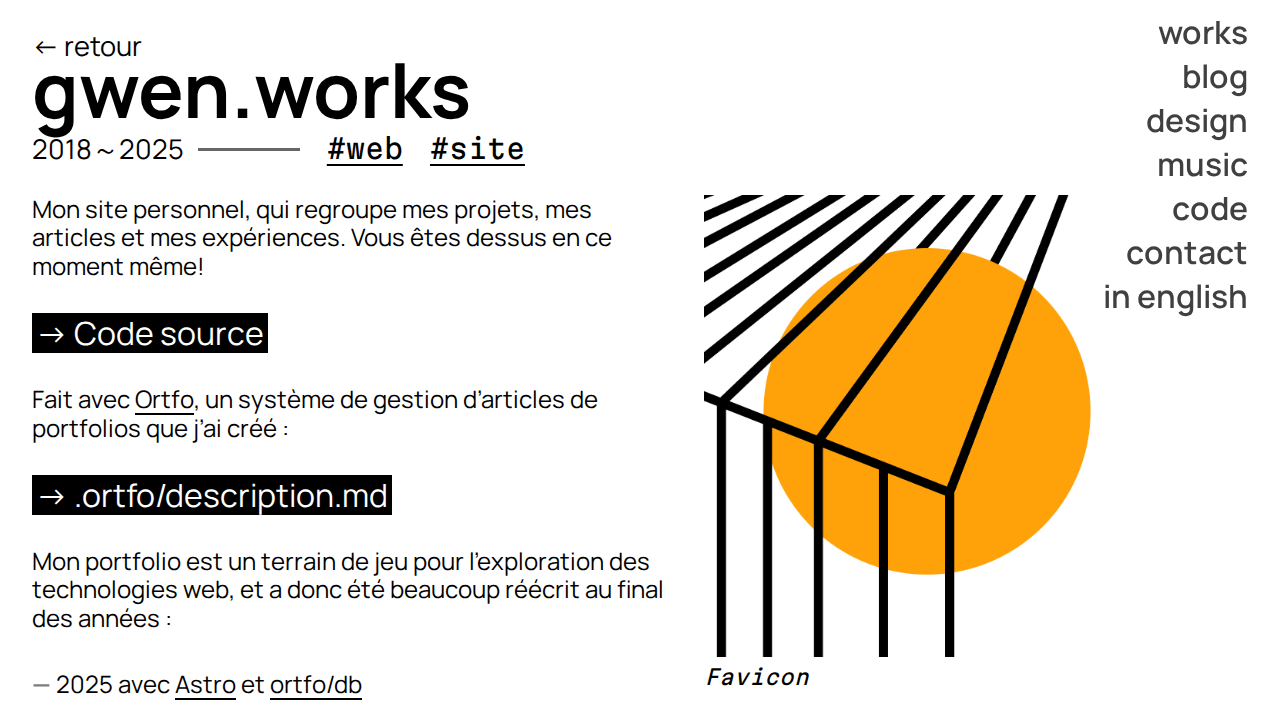 ← retour
gwen.works
2018～2025 #web #site
Mon site personnel, qui regroupe mes projets, mes
articles et mes expériences. Vous êtes dessus en ce
moment même!
→ Code source
Fait avec Ortfo, un système de gestion d’articles de
portfolios que j’ai créé :
→ .ortfo/description.md
Mon portfolio est un terrain de jeu pour l’exploration des
technologies web, et a donc été beaucoup réécrit au final
des années :
— 2025 avec Astro et ortfo/db
Favicon
works
blog
design
music
code
contact
in english